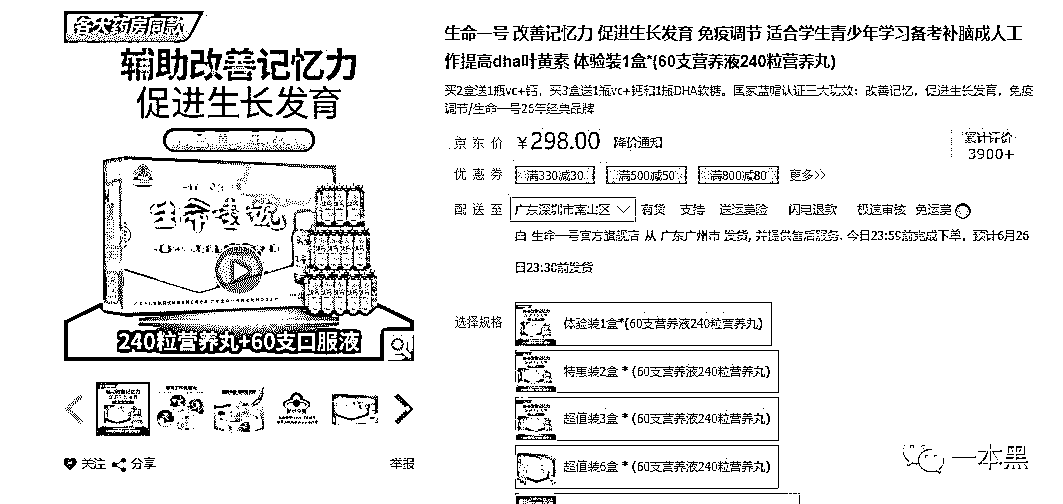 各大药房同款
辅助改善记忆力
促进生长发育
生命一号
240粒营养丸+60支口服液
关注 分享 举报
生命一号 改善记忆力 促进生长发育 免疫调节 适合学生青少年学习备考补脑成人工
作提高dha叶黄素 体验装1盒*(60支营养液240粒营养丸)
买2盒送1瓶vc+钙，买3盒送1瓶vc+钙和1瓶DHA软糖。国家蓝帽认证三大功效：改善记忆，促进生长发育，免疫
调节/生命一号26年经典品牌
京东价 ￥298.00 降价通知
累计评价
3900+
优惠券 满330减30 满500减50 满800减80 更多>>
配送至 广东深圳市南山区 有货 支持 送运费险 闪电退款 极速审核 免运费
由 生命一号官方旗舰店 从 广东广州市 发货, 并提供售后服务. 今日23:59前完成下单，预计6月26
日23:30前发货
选择规格
体验装1盒*(60支营养液240粒营养丸)
特惠装2盒 * (60支营养液240粒营养丸)
超值装3盒 * (60支营养液240粒营养丸)
超值装6盒 * (60支营养液240粒营养丸)
一本黑